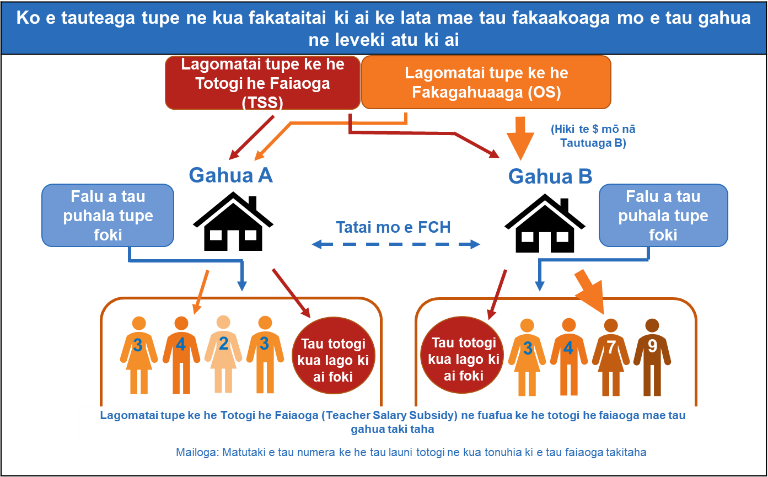 Ko e tauteaga tupe ne kua fakataitai ki ai ke lata mae tau fakaakoaga mo e tau gahua
ne leveki atu ki ai
Lagomatai tupe ke he
Totogi he Faiaoga
(TSS)
Lagomatai tupe ke he
Fakagahuaaga (OS)
(Hiki te $ mō nā
Tautuaga B)
Gahua A
Gahua B
Falu a tau
puhala tupe
foki
Falu a tau
puhala tupe
foki
Tatai mo e FCH
3
4
2
3
Tau totogi
kua lago ki
ai foki
Tau totogi
kua lago ki
ai foki
3
4
7
9
Lagomatai tupe ke he Totogi he Faiaoga (Teacher Salary Subsidy) ne fuafua ke he totogi he faiaoga mae tau
gahua taki taha
Mailoga: Matutaki e tau numera ke he tau launi totogi ne kua tonuhia ki e tau faiaoga takitaha